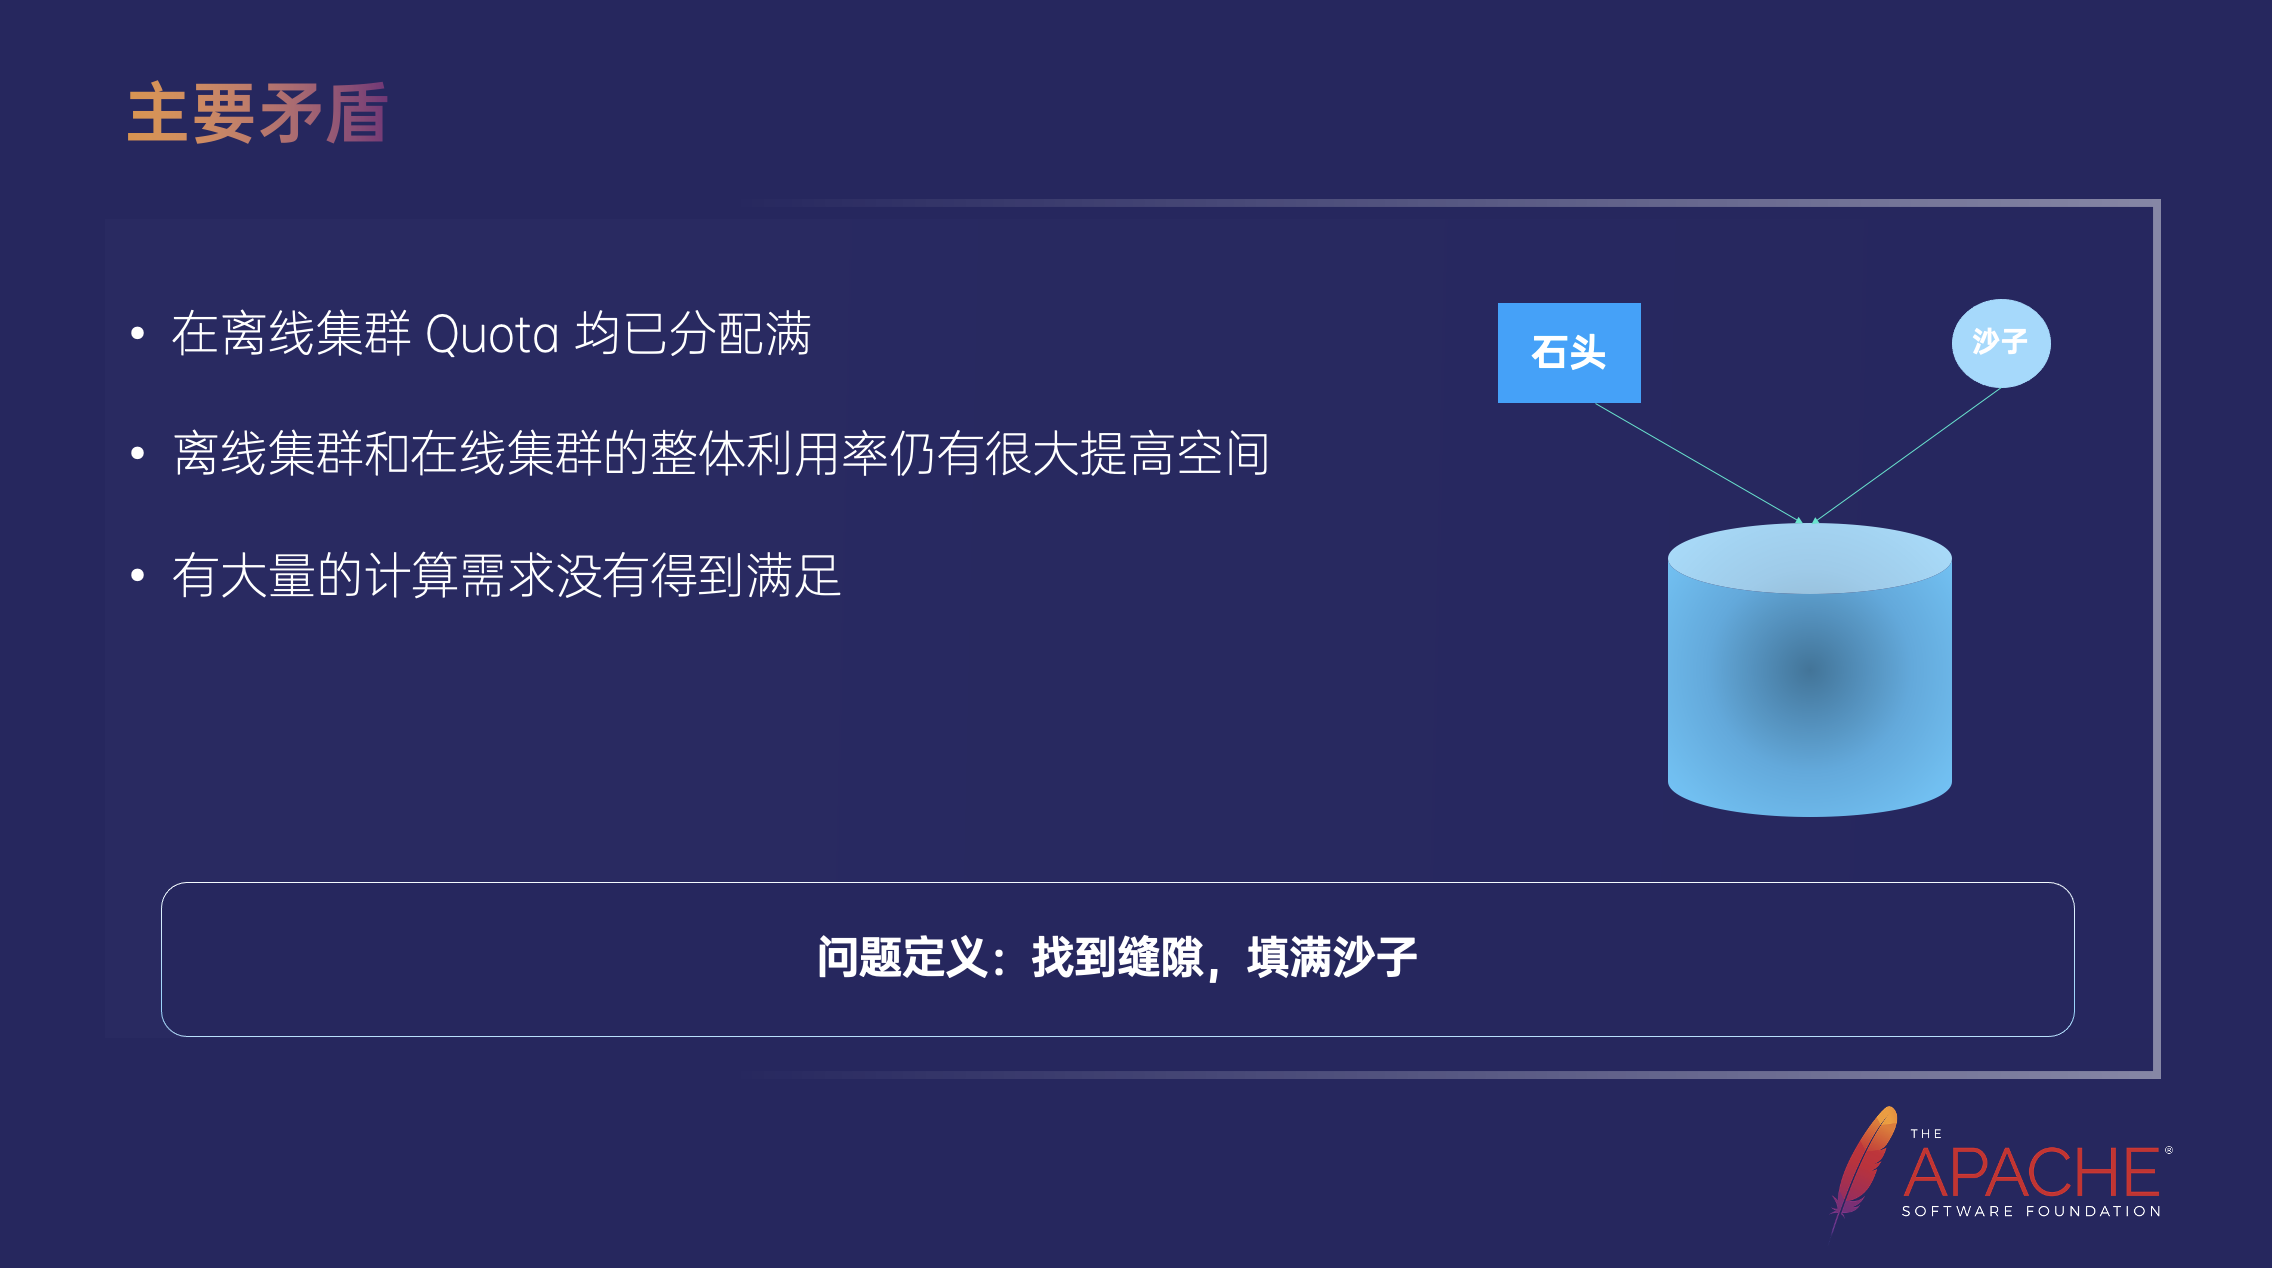 主要矛盾
• 在离线集群 Quota 均已分配满
• 离线集群和在线集群的整体利用率仍有很大提高空间
• 有大量的计算需求没有得到满足
石头
沙子
问题定义：找到缝隙，填满沙子
THE
APACHE®
SOFTWARE FOUNDATION